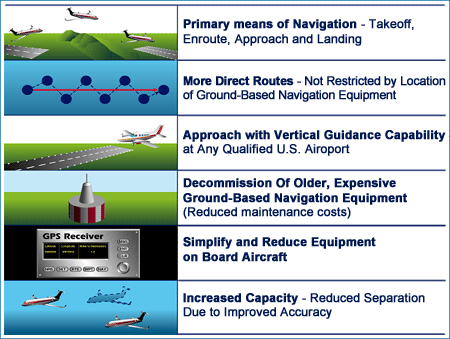 Primary means of Navigation - Takeoff,
Enroute, Approach and Landing
More Direct Routes - Not Restricted by Location
of Ground-Based Navigation Equipment
Approach with Vertical Guidance Capability
at Any Qualified U.S. Airoport
Decommission Of Older, Expensive
Ground-Based Navigation Equipment
(Reduced maintenance costs)
GPS Receiver
Simplify and Reduce Equipment
on Board Aircraft
Increased Capacity - Reduced Separation
Due to Improved Accuracy